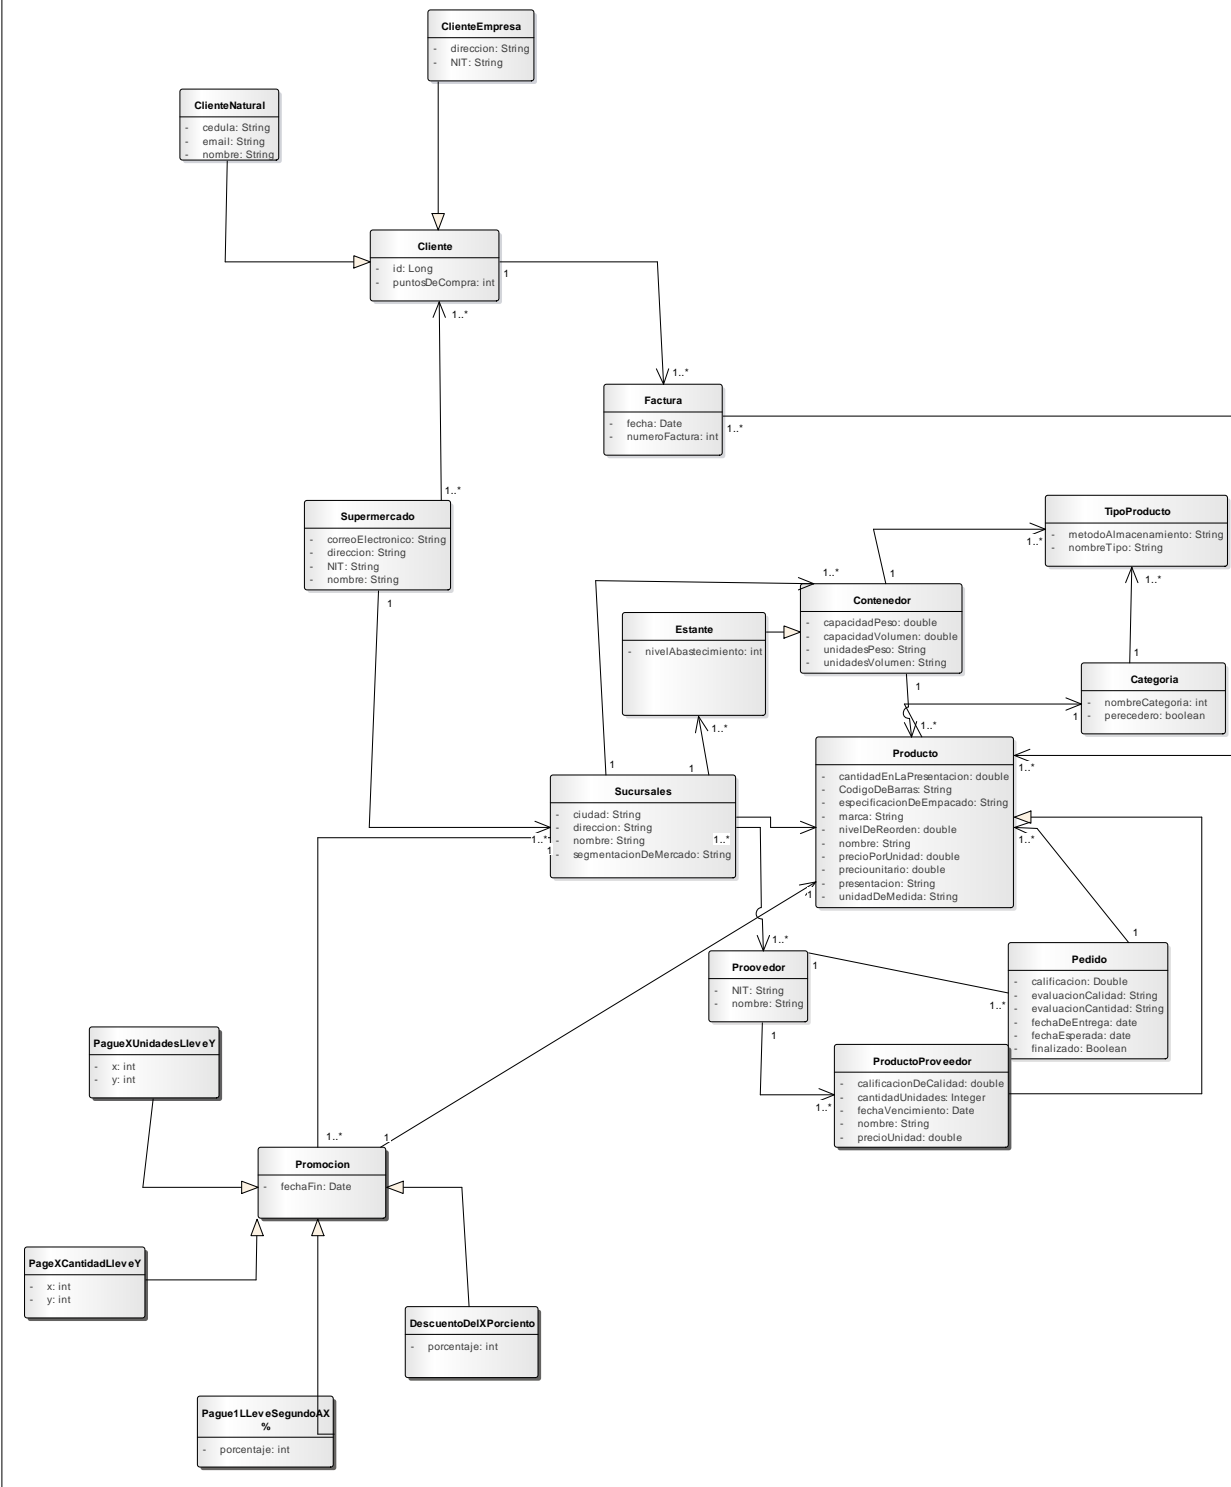 ClienteEmpresa
- direccion: String
- NIT: String
ClienteNatural
- cedula: String
- email: String
- nombre: String
Cliente
- id: Long
- puntosDeCompra: int
1
1..*
1..*
Factura
- fecha: Date
- numeroFactura: int
1..*
1..*
Supermercado
- correoElectronico: String
- direccion: String
- NIT: String
- nombre: String
1
TipoProducto
- metodoAlmacenamiento: String
- nombreTipo: String
1..*
1..*
1..*
1
Contenedor
- capacidadPeso: double
- capacidadVolumen: double
- unidadesPeso: String
- unidadesVolumen: String
1
Estante
- nivelAbastecimiento: int
1..*
1
Categoria
- nombreCategoria: int
- perecedero: boolean
1
1..*
Producto
- cantidadEnLaPresentacion: double
- CodigoDeBarras: String
- especificacionDeEmpacado: String
- marca: String
- nivelDeReorden: double
- nombre: String
- precioPorUnidad: double
- preciounitario: double
- presentacion: String
- unidadDeMedida: String
1..*
1..*
1
1
1
Sucursales
- ciudad: String
- direccion: String
- nombre: String
- segmentacionDeMercado: String
1..*
1
1..*
1..*
Proovedor
- NIT: String
- nombre: String
1
1
1
1..*
Pedido
- calificacion: Double
- evaluacionCalidad: String
- evaluacionCantidad: String
- fechaDeEntrega: date
- fechaEsperada: date
- finalizado: Boolean
ProductoProveedor
- calificacionDeCalidad: double
- cantidadUnidades: Integer
- fechaVencimiento: Date
- nombre: String
- precioUnidad: double
1..*
PagueXUnidadesLleveY
- x: int
- y: int
1..*
1
Promocion
- fechaFin: Date
PageXCantidadLleveY
- x: int
- y: int
DescuentoDelXPorciento
- porcentaje: int
Pague1LLeveSegundoAX
%
- porcentaje: int